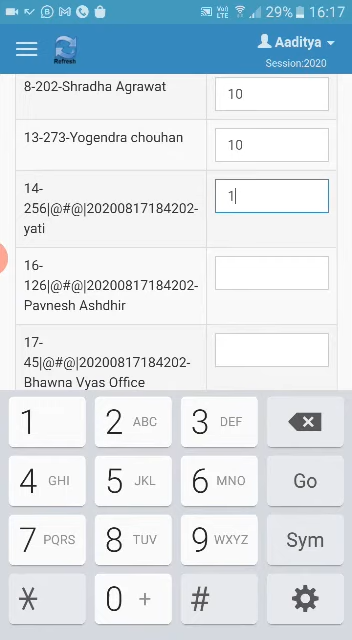 29% 16:17
Aaditya
Refresh
Session:2020
8-202-Shradha Agrawat
10
13-273-Yogendra chouhan
10
14-
256|@#@|20200817184202-
yati
1
16-
126|@#@|20200817184202-
Pavnesh Ashdhir
17-
45|@#@|20200817184202-
Bhawna Vyas Office
1 2 ABC 3 DEF
4 GHI 5 JKL 6 MNO Go
7 PQRS 8 TUV 9 WXYZ Sym
* 0 + #